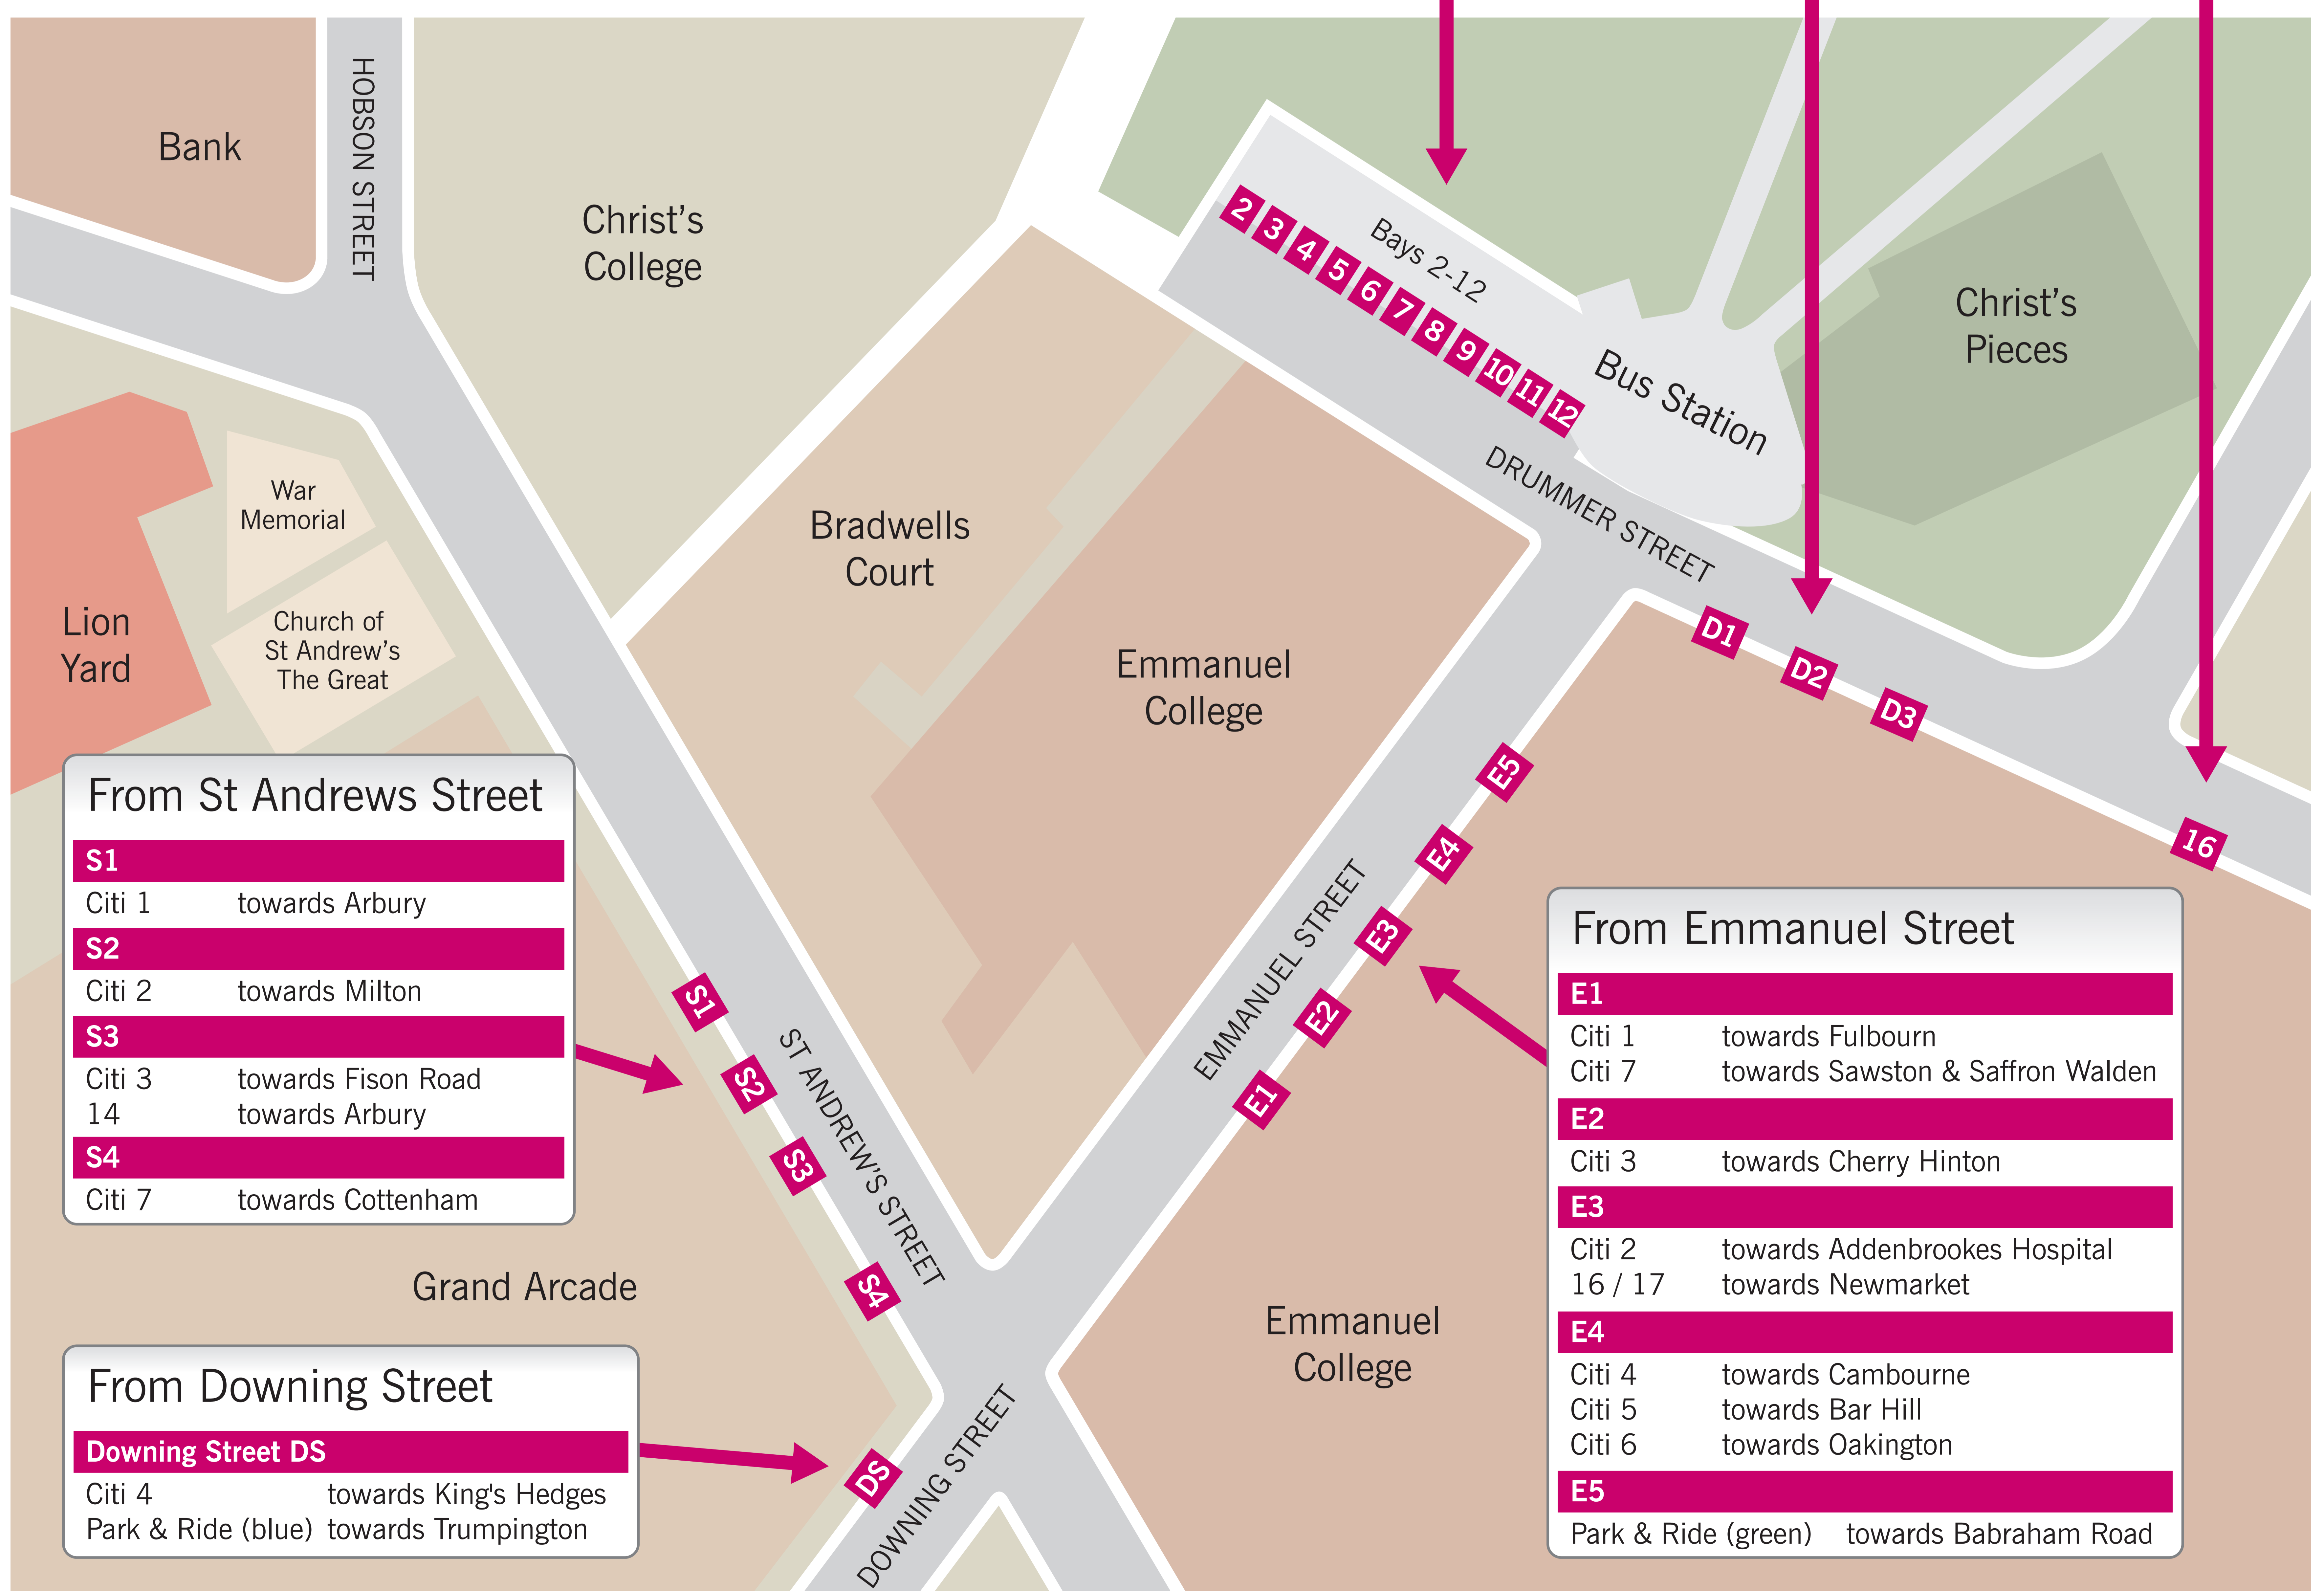 HOBSON STREET
Bank
Christ's
College
2
3
4
5
6
7
8
9
10
11
12
Bays 2-12
Bus Station
Christ's
Pieces
DRUMMER STREET
War
Memorial
Church of
St Andrew's
The Great
Lion
Yard
Bradwells
Court
Emmanuel
College
D1
D2
D3
16
E5
E4
E3
E2
E1
EMMANUEL STREET
S1
S2
S3
S4
ST ANDREW'S STREET
From St Andrews Street
S1
Citi 1 towards Arbury
S2
Citi 2 towards Milton
S3
Citi 3 towards Fison Road
14 towards Arbury
S4
Citi 7 towards Cottenham
Grand Arcade
From Downing Street
Downing Street DS
Citi 4 towards King's Hedges
Park & Ride (blue) towards Trumpington
DS
DOWNING STREET
Emmanuel
College
From Emmanuel Street
E1
Citi 1 towards Fulbourn
Citi 7 towards Sawston & Saffron Walden
E2
Citi 3 towards Cherry Hinton
E3
Citi 2 towards Addenbrookes Hospital
16 / 17 towards Newmarket
E4
Citi 4 towards Cambourne
Citi 5 towards Bar Hill
Citi 6 towards Oakington
E5
Park & Ride (green) towards Babraham Road